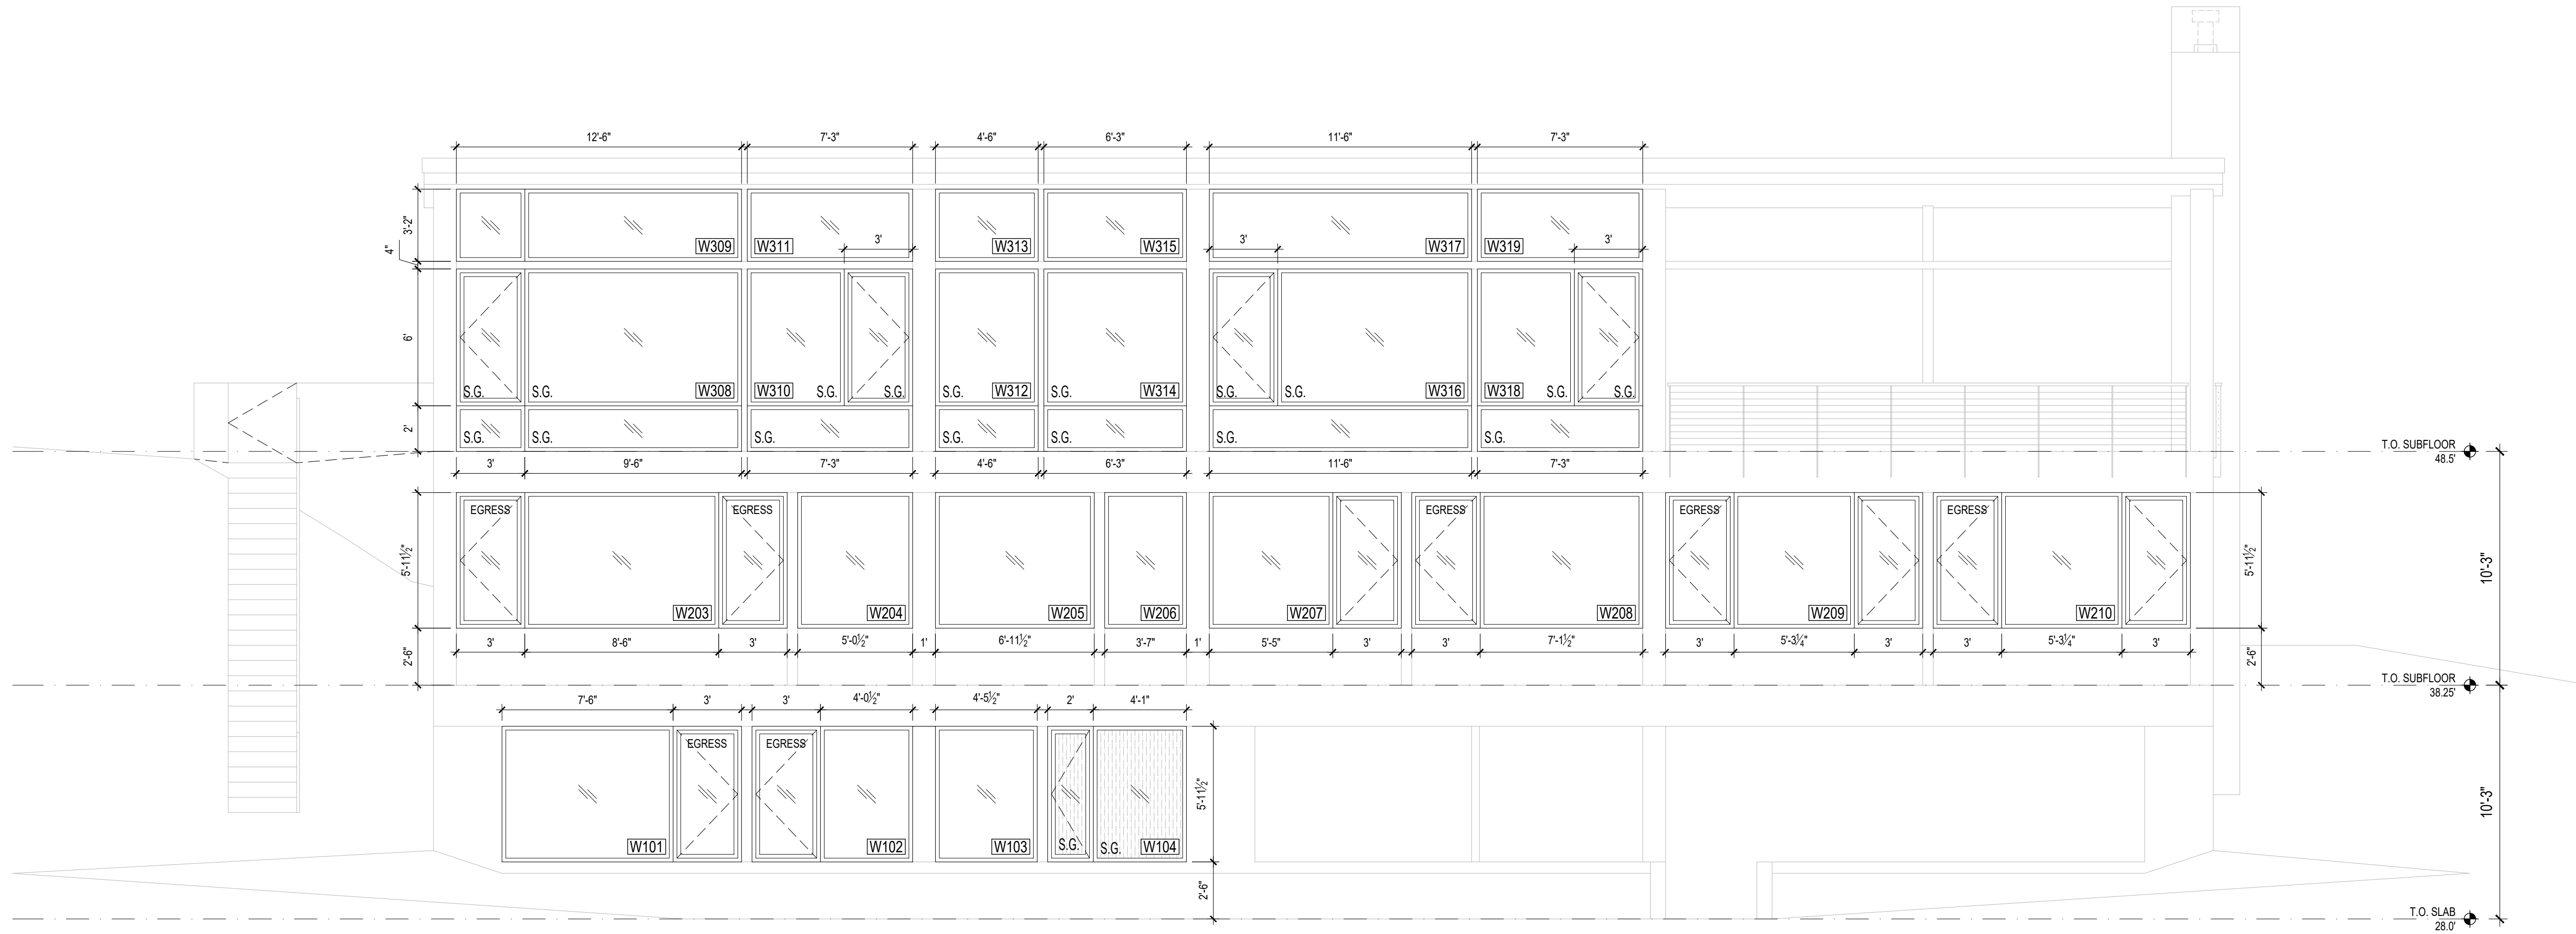 12'-6" 7'-3" 4'-6" 6'-3" 11'-6" 7'-3"
3'-2"
4"
W309 W311 3' W313 W315 3' W317 W319 3'
6'
S.G. S.G. W308 W310 S.G. S.G. S.G. W312 S.G. W314 S.G. S.G. W316 W318 S.G. S.G.
2'
S.G. S.G. S.G. S.G. S.G. S.G. S.G.
T.O. SUBFLOOR
48.5'
3' 9'-6" 7'-3" 4'-6" 6'-3" 11'-6" 7'-3"
EGRESS EGRESS EGRESS EGRESS EGRESS
5'-11½" 5'-11½" 10'-3"
W203 W204 W205 W206 W207 W208 W209 W210
3' 8'-6" 3' 5'-0½" 1' 6'-11½" 3'-7" 1' 5'-5" 3' 3' 7'-1½" 3' 5'-3¼" 3' 3' 5'-3¼" 3'
2'-6" 2'-6"
T.O. SUBFLOOR
38.25'
7'-6" 3' 3' 4'-0½" 4'-5½" 2' 4'-1"
EGRESS EGRESS
5'-11½" 10'-3"
W101 W102 W103 S.G. S.G. W104
2'-6"
T.O. SLAB
28.0'